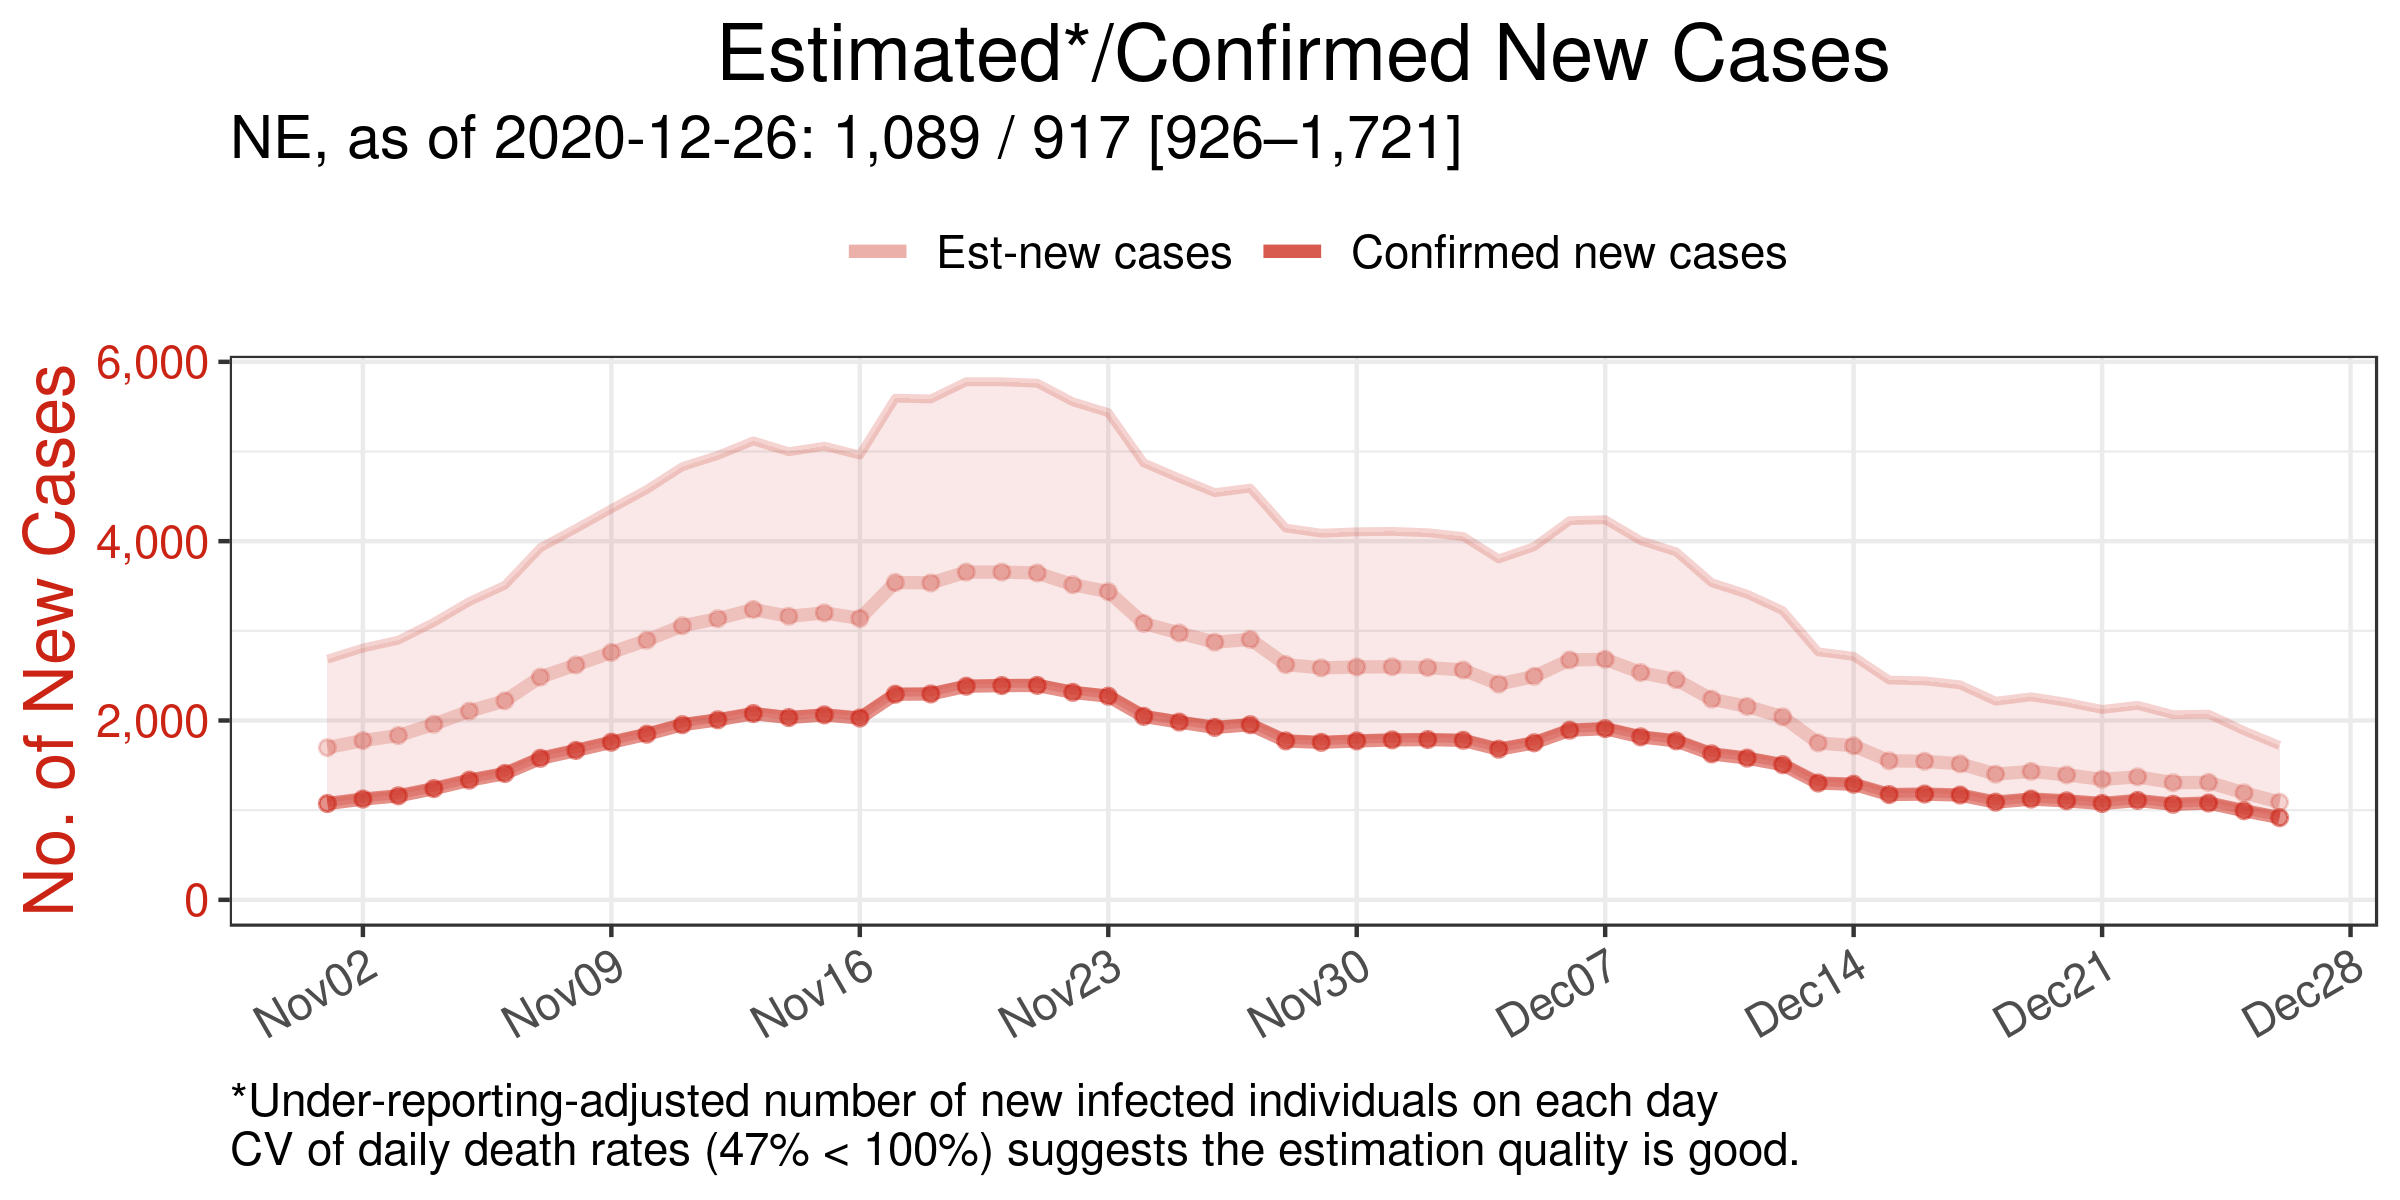 Estimated*/Confirmed New Cases
NE, as of 2020-12-26: 1,089 / 917 [926–1,721]
Est-new cases
Confirmed new cases
No. of New Cases
6,000
4,000
2,000
0
Nov02
Nov09
Nov16
Nov23
Nov30
Dec07
Dec14
Dec21
Dec28
*Under-reporting-adjusted number of new infected individuals on each day
CV of daily death rates (47% < 100%) suggests the estimation quality is good.